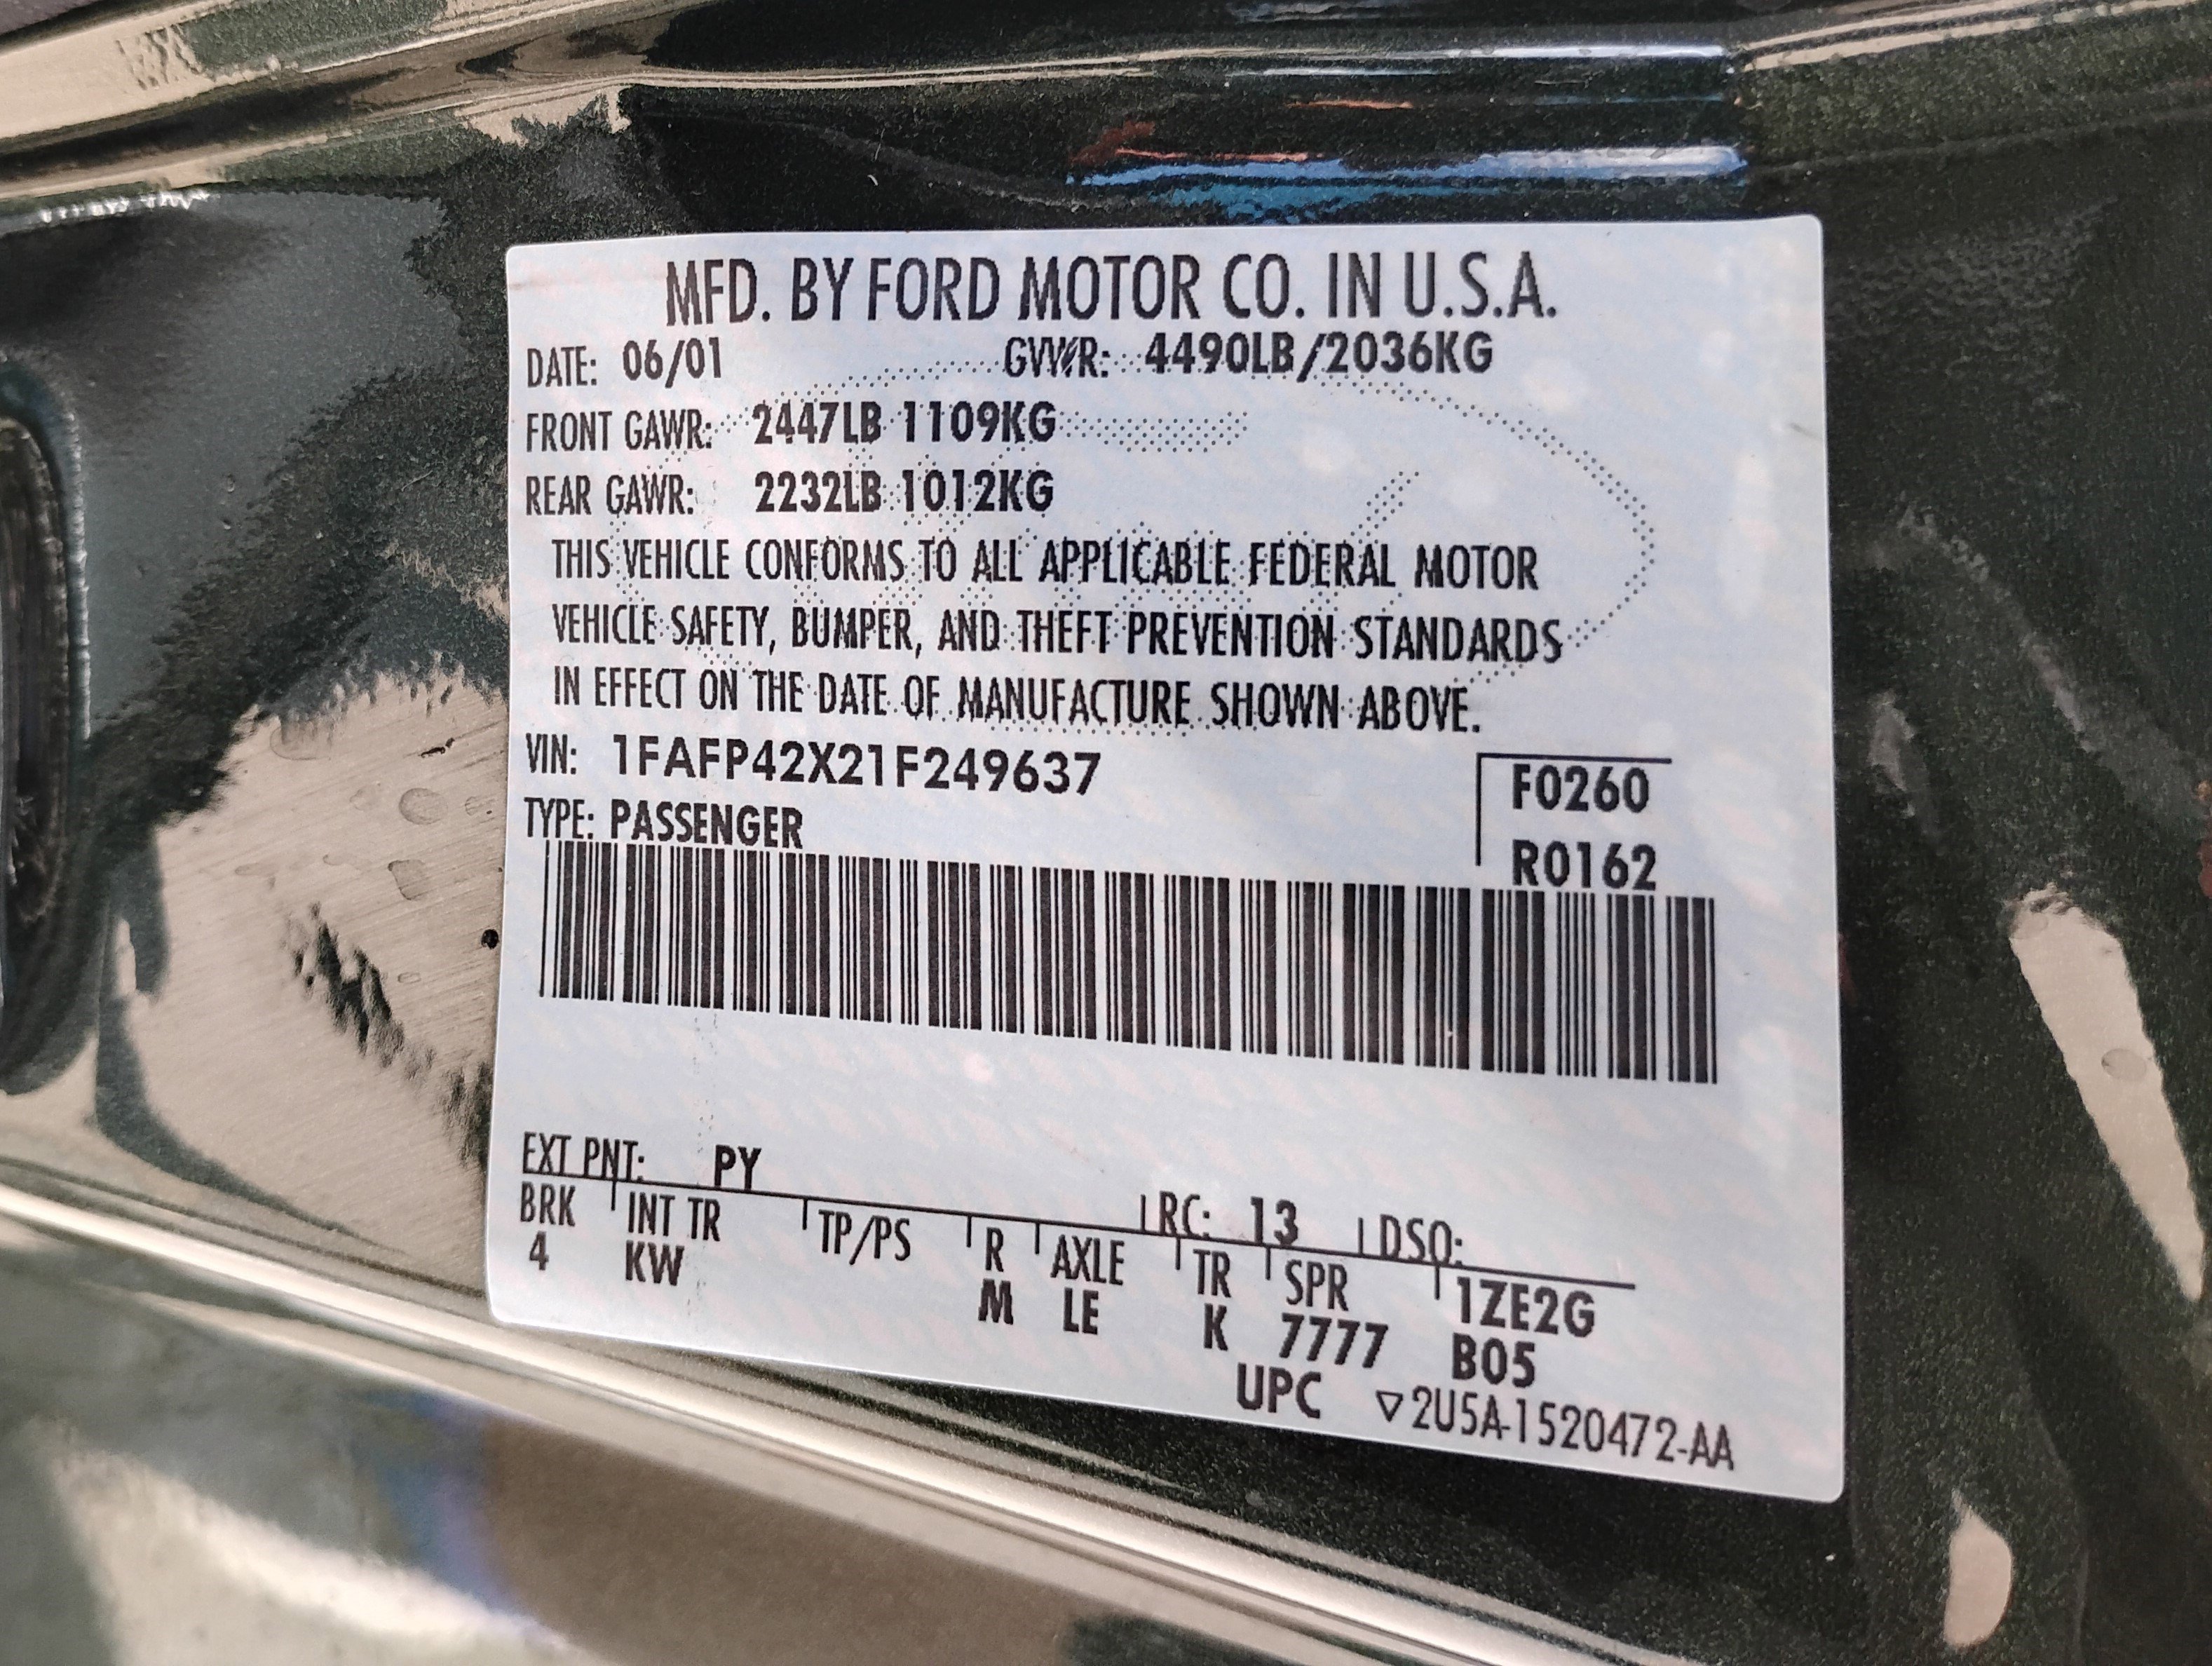 MFD. BY FORD MOTOR CO. IN U.S.A.
DATE: 06/01 GVWR: 4490LB/2036KG
FRONT GAWR: 2447LB 1109KG
REAR GAWR: 2232LB 1012KG
THIS VEHICLE CONFORMS TO ALL APPLICABLE FEDERAL MOTOR
VEHICLE SAFETY, BUMPER, AND THEFT PREVENTION STANDARDS
IN EFFECT ON THE DATE OF MANUFACTURE SHOWN ABOVE.
VIN: 1FAFP42X21F249637 F0260
TYPE: PASSENGER R0162
EXT PNT: PY RC: 13 DSO:
BRK INT TR TP/PS R AXLE TR SPR 1ZE2G
4 KW M LE K 7777 B05
UPC ▽2U5A-1520472-AA